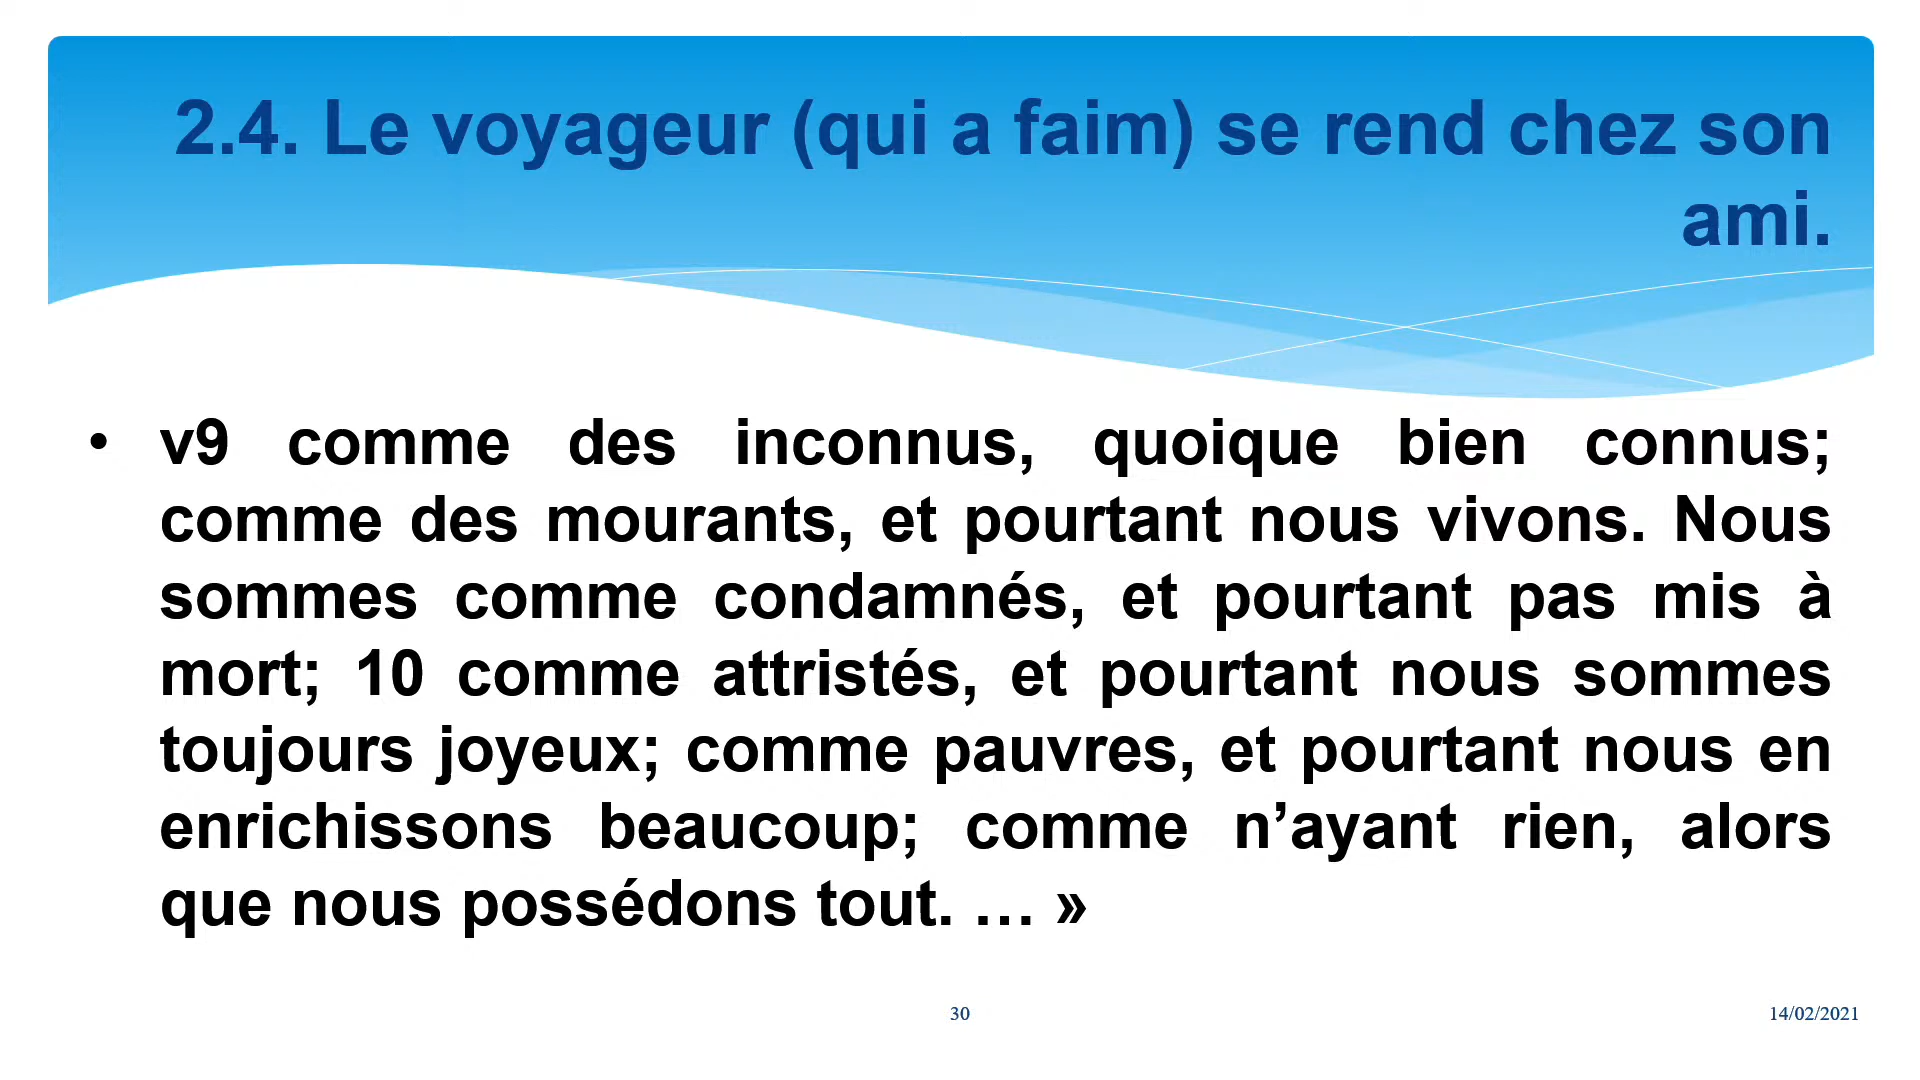 2.4. Le voyageur (qui a faim) se rend chez son
ami.
• v9 comme des inconnus, quoique bien connus;
comme des mourants, et pourtant nous vivons. Nous
sommes comme condamnés, et pourtant pas mis à
mort; 10 comme attristés, et pourtant nous sommes
toujours joyeux; comme pauvres, et pourtant nous en
enrichissons beaucoup; comme n’ayant rien, alors
que nous possédons tout. … »
30
14/02/2021